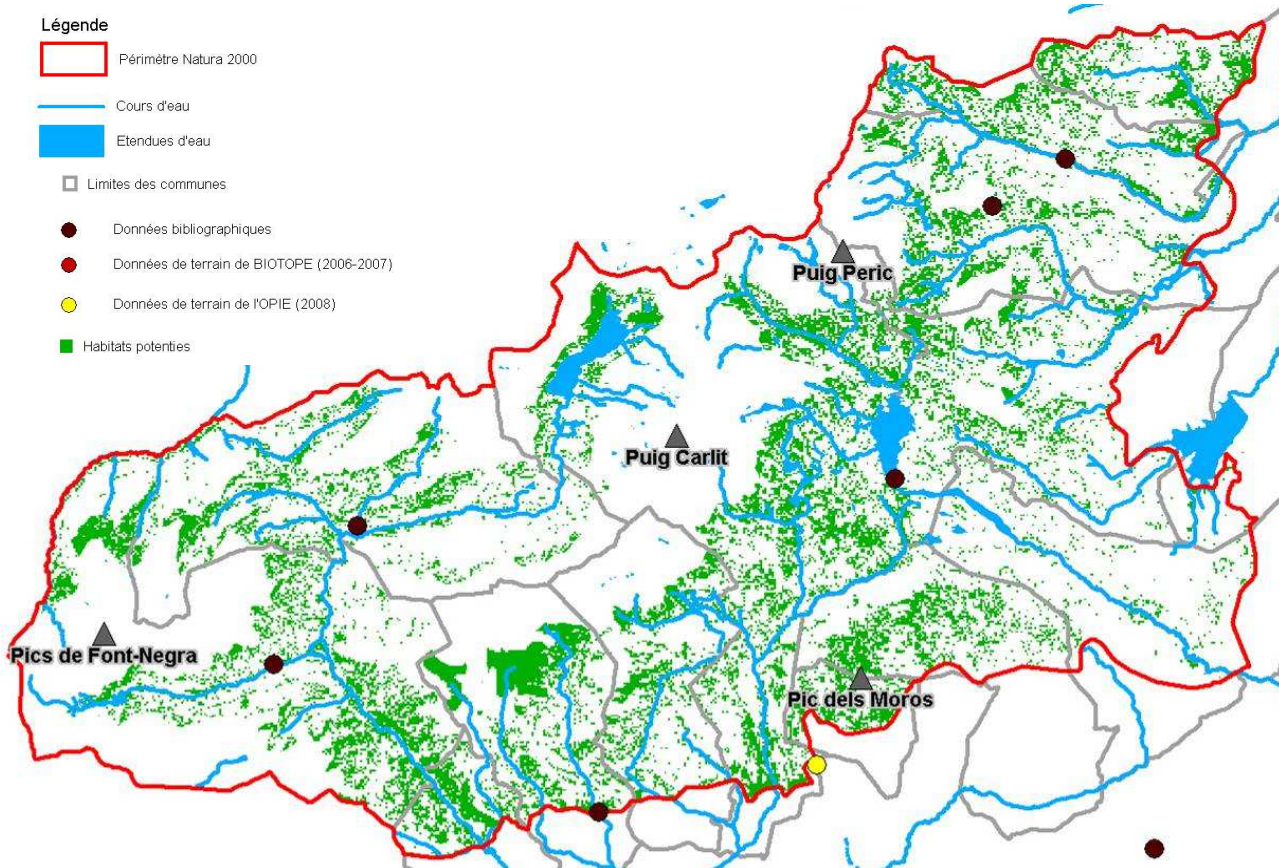 Légende
Périmètre Natura 2000
Cours d'eau
Etendues d'eau
Limites des communes
Données bibliographiques
Données de terrain de BIOTOPE (2006-2007)
Données de terrain de l'OPIE (2008)
Habitats potenties
Puig Peric
Puig Carlit
Pics de Font-Negra
Pic dels Moros